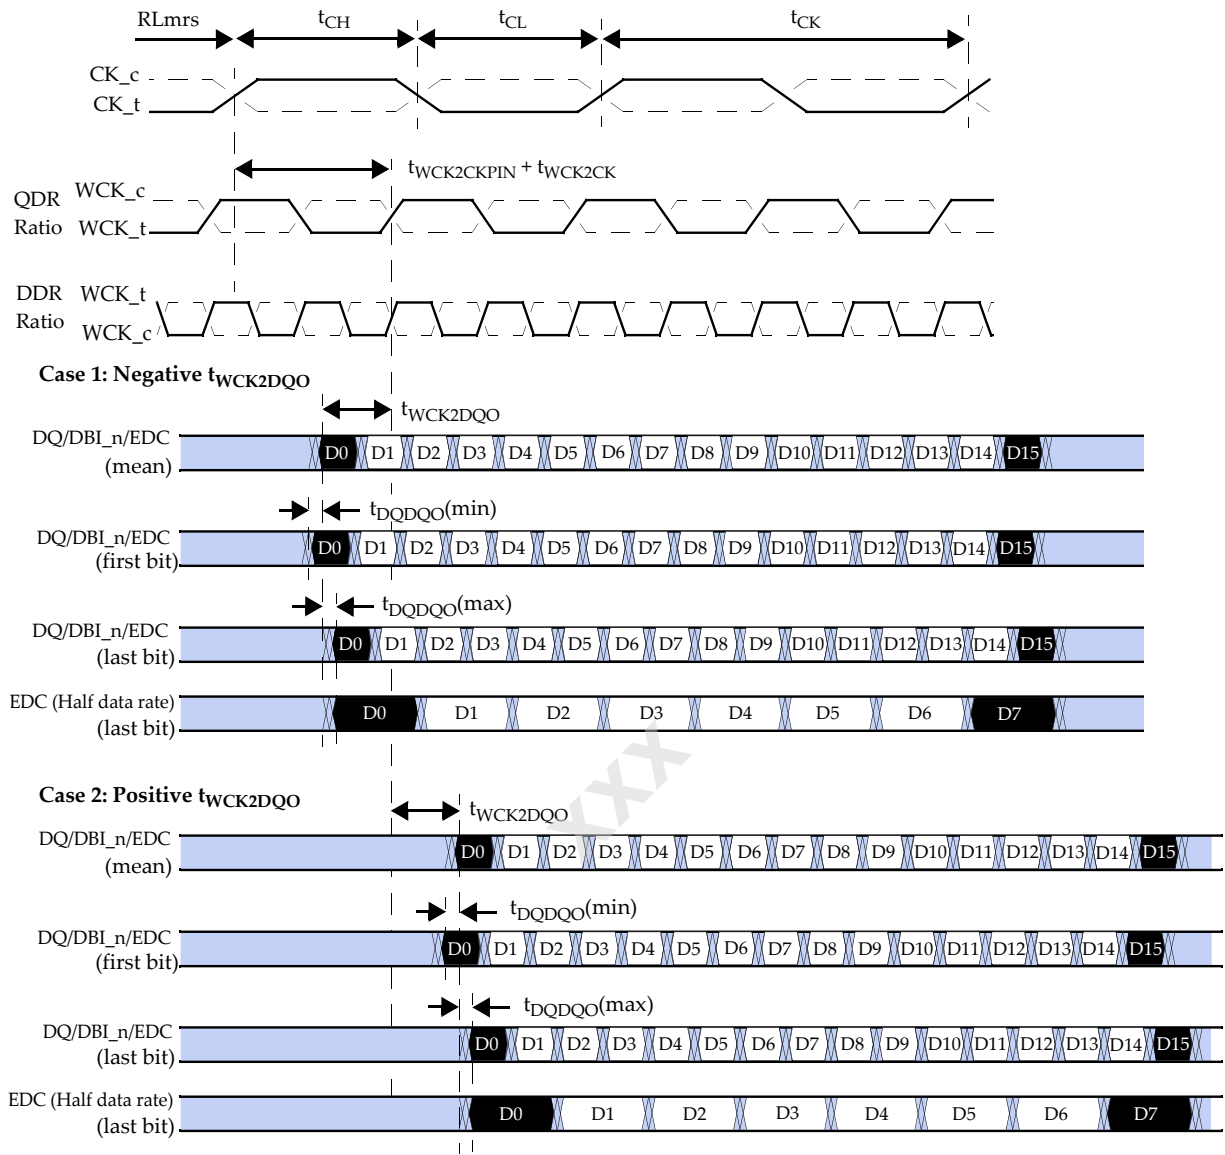 RLmrs tCH tCL tCK
CK_c
CK_t
tWCK2CKPIN + tWCK2CK
QDR WCK_c
Ratio WCK_t
DDR WCK_t
Ratio WCK_c
Case 1: Negative tWCK2DQO
tWCK2DQO
DQ/DBI_n/EDC
(mean)
D0 D1 D2 D3 D4 D5 D6 D7 D8 D9 D10 D11 D12 D13 D14 D15
tDQDQO(min)
DQ/DBI_n/EDC
(first bit)
D0 D1 D2 D3 D4 D5 D6 D7 D8 D9 D10 D11 D12 D13 D14 D15
tDQDQO(max)
DQ/DBI_n/EDC
(last bit)
D0 D1 D2 D3 D4 D5 D6 D7 D8 D9 D10 D11 D12 D13 D14 D15
EDC (Half data rate)
(last bit)
D0 D1 D2 D3 D4 D5 D6 D7
xxx
Case 2: Positive tWCK2DQO
tWCK2DQO
DQ/DBI_n/EDC
(mean)
D0 D1 D2 D3 D4 D5 D6 D7 D8 D9 D10 D11 D12 D13 D14 D15
tDQDQO(min)
DQ/DBI_n/EDC
(first bit)
D0 D1 D2 D3 D4 D5 D6 D7 D8 D9 D10 D11 D12 D13 D14 D15
tDQDQO(max)
DQ/DBI_n/EDC
(last bit)
D0 D1 D2 D3 D4 D5 D6 D7 D8 D9 D10 D11 D12 D13 D14 D15
EDC (Half data rate)
(last bit)
D0 D1 D2 D3 D4 D5 D6 D7